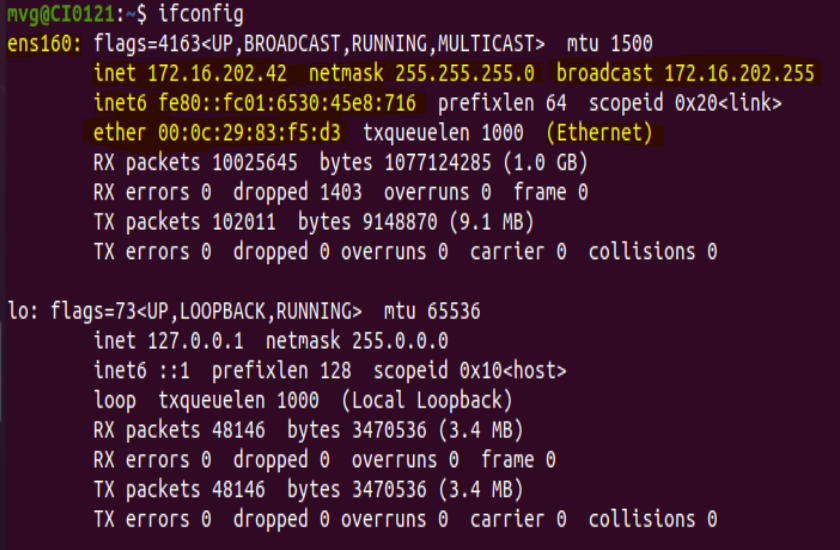 mvg@CI0121:~$ ifconfig
ens160: flags=4163<UP,BROADCAST,RUNNING,MULTICAST>  mtu 1500
        inet 172.16.202.42  netmask 255.255.255.0  broadcast 172.16.202.255
        inet6 fe80::fc01:6530:45e8:716  prefixlen 64  scopeid 0x20<link>
        ether 00:0c:29:83:f5:d3  txqueuelen 1000  (Ethernet)
        RX packets 10025645  bytes 1077124285 (1.0 GB)
        RX errors 0  dropped 1403  overruns 0  frame 0
        TX packets 102011  bytes 9148870 (9.1 MB)
        TX errors 0  dropped 0 overruns 0  carrier 0  collisions 0
lo: flags=73<UP,LOOPBACK,RUNNING>  mtu 65536
        inet 127.0.0.1  netmask 255.0.0.0
        inet6 ::1  prefixlen 128  scopeid 0x10<host>
        loop  txqueuelen 1000  (Local Loopback)
        RX packets 48146  bytes 3470536 (3.4 MB)
        RX errors 0  dropped 0  overruns 0  frame 0
        TX packets 48146  bytes 3470536 (3.4 MB)
        TX errors 0  dropped 0 overruns 0  carrier 0  collisions 0